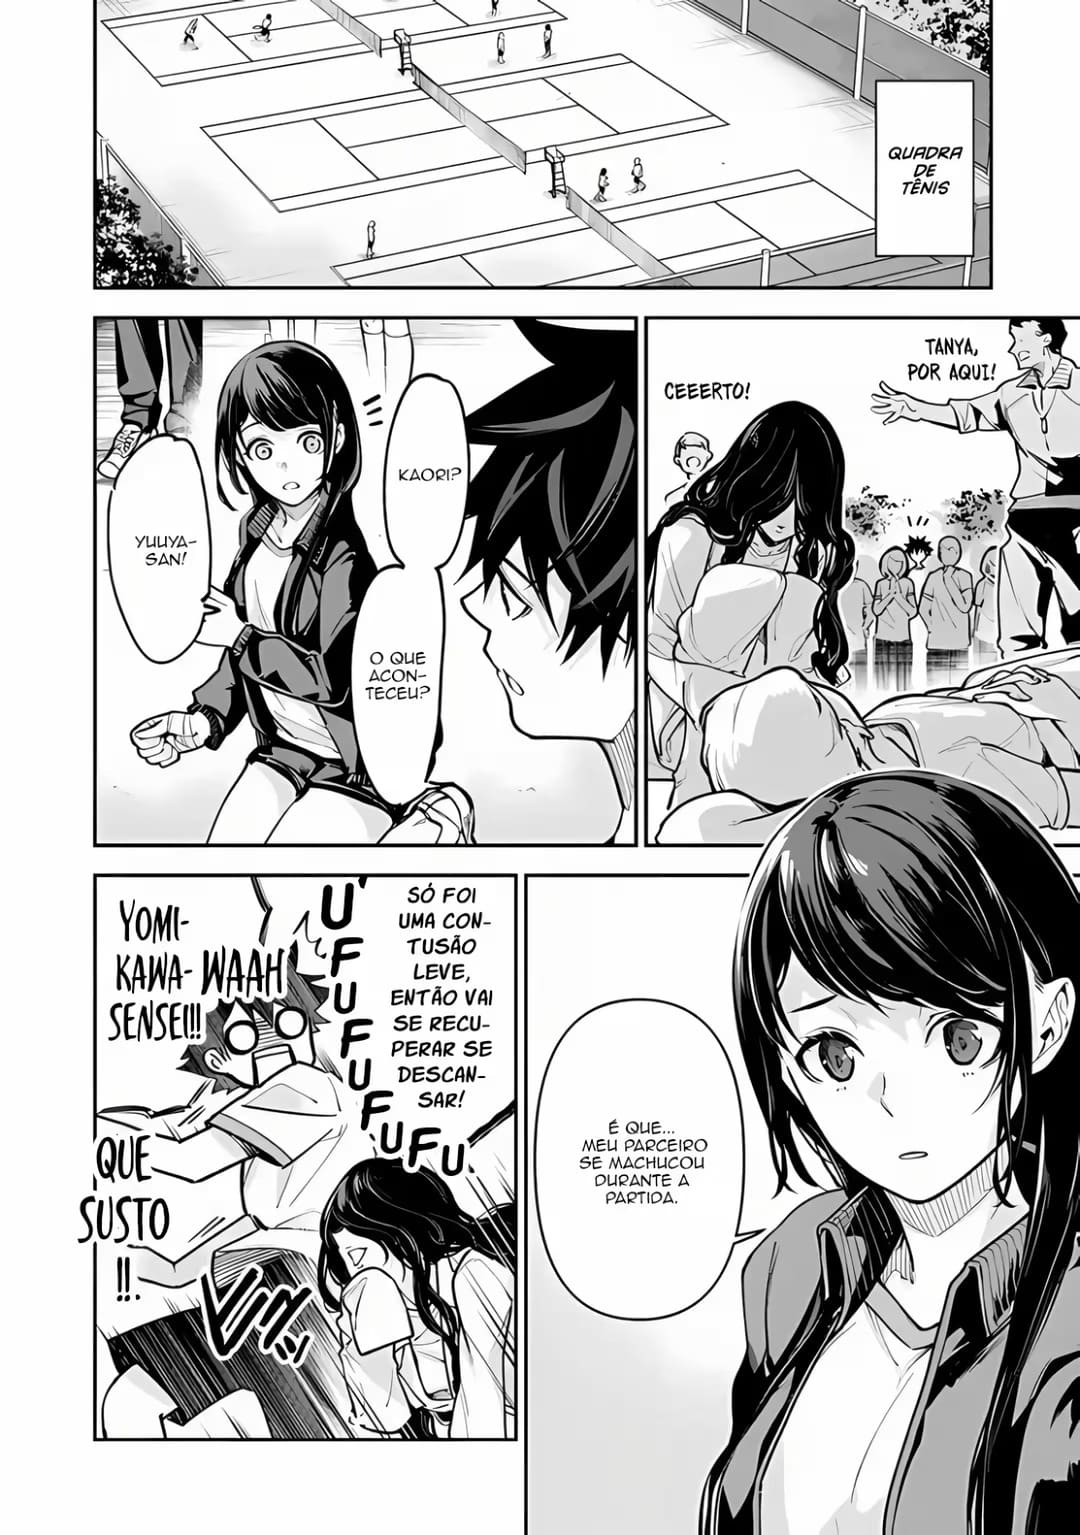 QUADRA
DE
TÊNIS
TANYA,
POR AQUI!
CEEERTO!
KAORI?
O QUE
ACON-
TECEU?
YUUYA-
SAN!
É QUE...
MEU PARCEIRO
SE MACHUCOU
DURANTE A
PARTIDA.
SÓ FOI
UMA CON-
TUSÃO
LEVE,
ENTÃO VAI
SE RECU-
PERAR SE
DESCAN-
SAR!
UFUFUFUFUFU
WAAH
YOMI-
KAWA-
SENSEI!!!
QUE
SUSTO
!!.